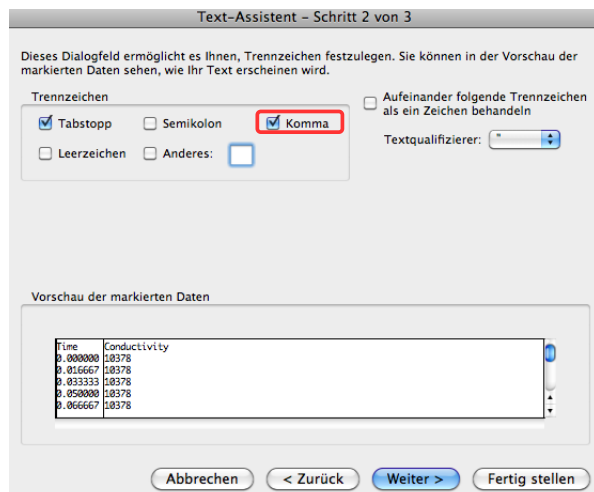 Text-Assistent – Schritt 2 von 3
Dieses Dialogfeld ermöglicht es Ihnen, Trennzeichen festzulegen. Sie können in der Vorschau der
markierten Daten sehen, wie Ihr Text erscheinen wird.
Trennzeichen
Tabstopp
Semikolon
Komma
Leerzeichen
Anderes:
Aufeinander folgende Trennzeichen
als ein Zeichen behandeln
Textqualifizierer: "
Vorschau der markierten Daten
Time Conductivity
0.000000 10378
0.016667 10378
0.033333 10378
0.050000 10378
0.066667 10378
Abbrechen
< Zurück
Weiter >
Fertig stellen